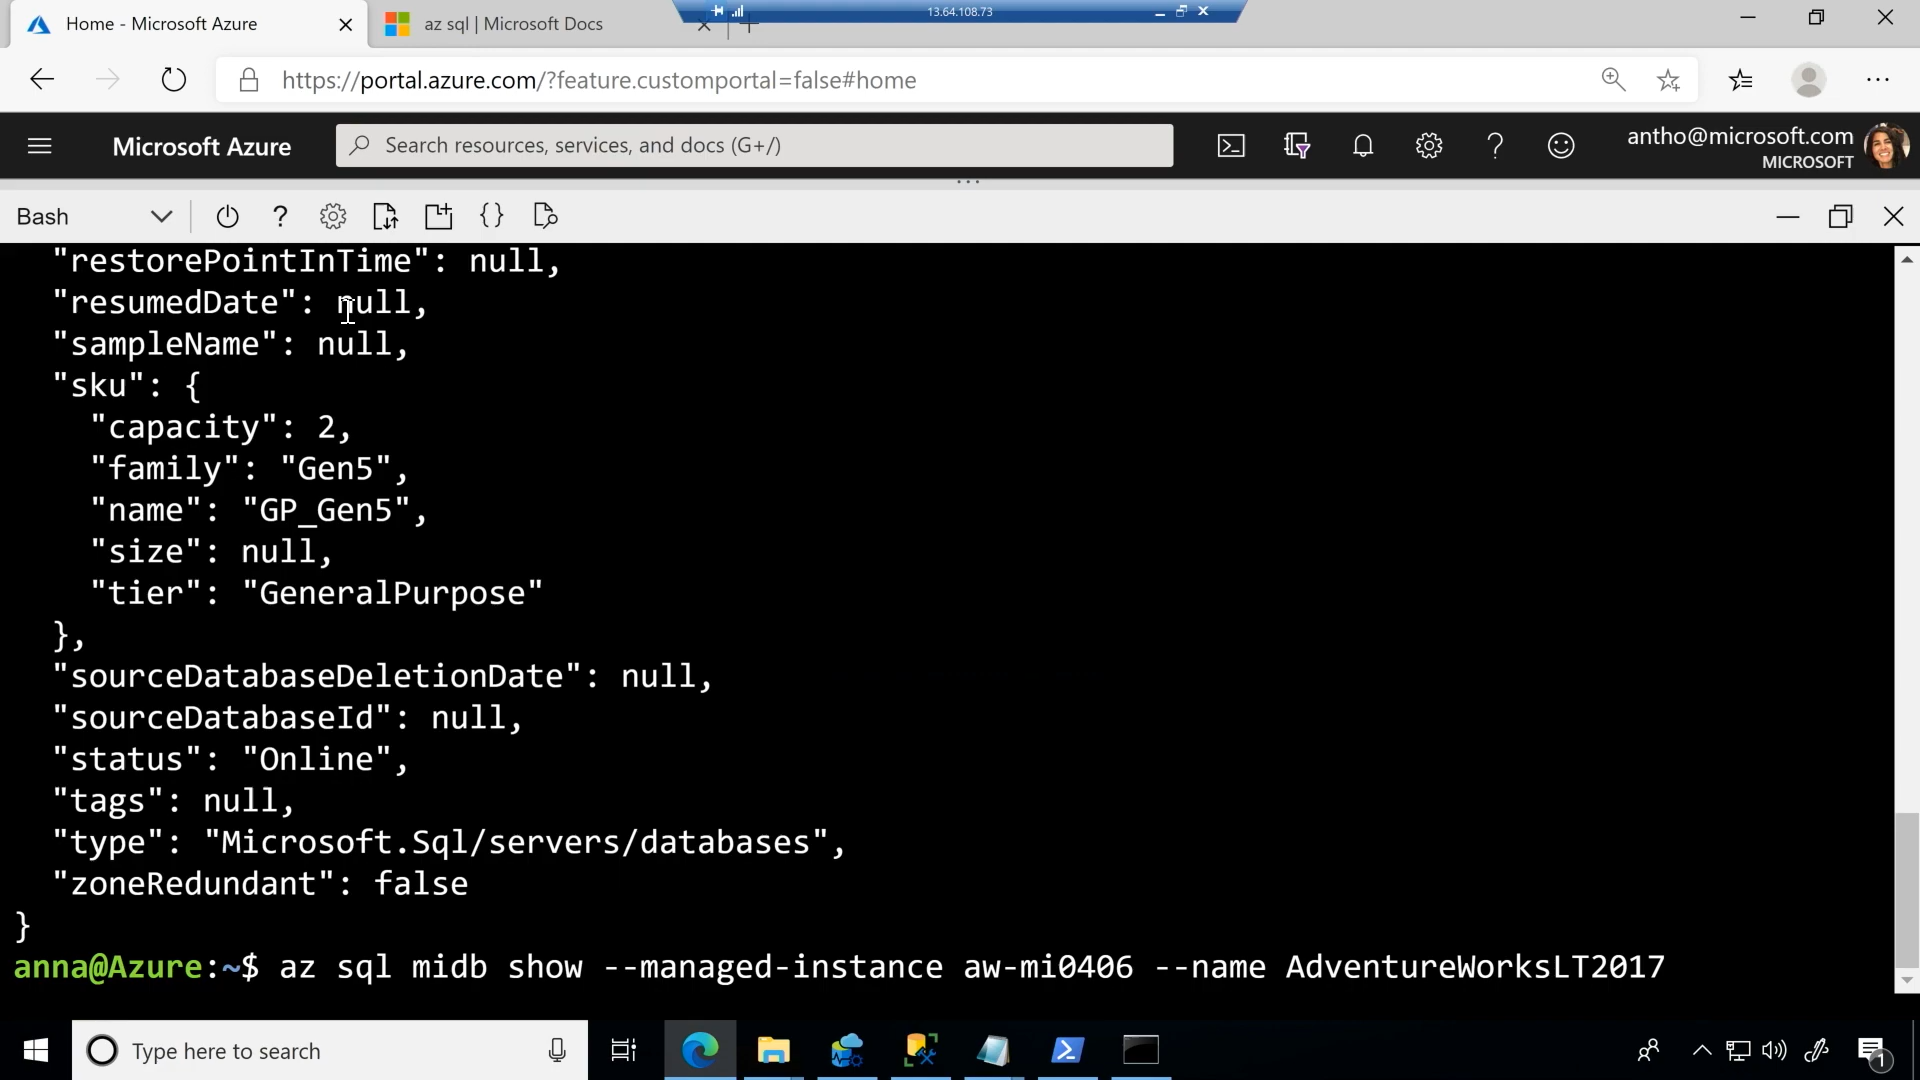 Home - Microsoft Azure
az sql | Microsoft Docs
13.64.108.73
https://portal.azure.com/?feature.customportal=false#home
Microsoft Azure
Search resources, services, and docs (G+/)
antho@microsoft.com
MICROSOFT
Bash
"restorePointInTime": null,
"resumedDate": null,
"sampleName": null,
"sku": {
"capacity": 2,
"family": "Gen5",
"name": "GP_Gen5",
"size": null,
"tier": "GeneralPurpose"
},
"sourceDatabaseDeletionDate": null,
"sourceDatabaseId": null,
"status": "Online",
"tags": null,
"type": "Microsoft.Sql/servers/databases",
"zoneRedundant": false
}
anna@Azure:~$ az sql midb show --managed-instance aw-mi0406 --name AdventureWorksLT2017
Type here to search
1